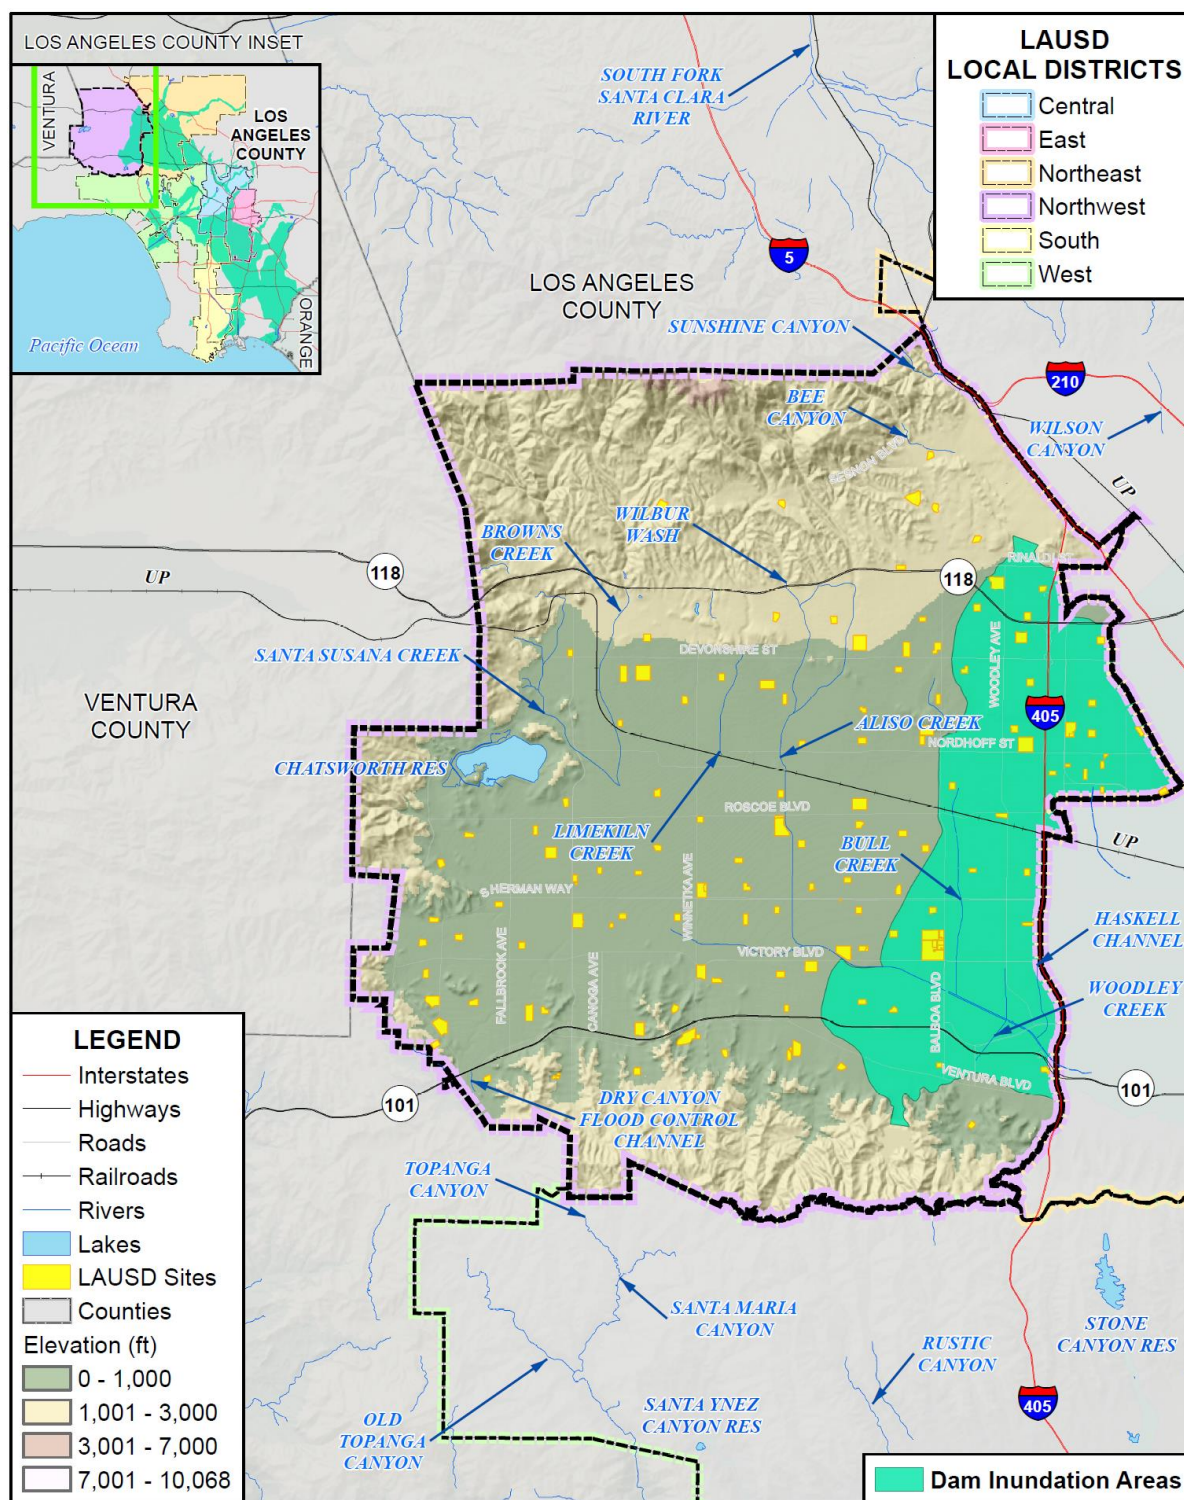 LOS ANGELES COUNTY INSET
VENTURA
LOS
ANGELES
COUNTY
ORANGE
Pacific Ocean
LAUSD
LOCAL DISTRICTS
Central
East
Northeast
Northwest
South
West
SOUTH FORK
SANTA CLARA
RIVER
5
LOS ANGELES
COUNTY
SUNSHINE CANYON
210
BEE
CANYON
WILSON
CANYON
SESNON BLVD
UP
WILBUR
WASH
BROWNS
CREEK
RINALDI ST
UP
118
118
DEVONSHIRE ST
WOODLEY AVE
SANTA SUSANA CREEK
VENTURA
COUNTY
405
ALISO CREEK
NORDHOFF ST
CHATSWORTH RES
ROSCOE BLVD
LIMEKILN
CREEK
BULL
CREEK
UP
S
HERMAN WAY
WINNETKA AVE
HASKELL
CHANNEL
VICTORY BLVD
FALLBROOK AVE
CANOGA AVE
BALBOA BLVD
WOODLEY
CREEK
VENTURA BLVD
101
101
DRY CANYON
FLOOD CONTROL
CHANNEL
TOPANGA
CANYON
SANTA MARIA
CANYON
STONE
CANYON RES
RUSTIC
CANYON
405
SANTA YNEZ
CANYON RES
OLD
TOPANGA
CANYON
LEGEND
Interstates
Highways
Roads
Railroads
Rivers
Lakes
LAUSD Sites
Counties
Elevation (ft)
0 - 1,000
1,001 - 3,000
3,001 - 7,000
7,001 - 10,068
Dam Inundation Areas